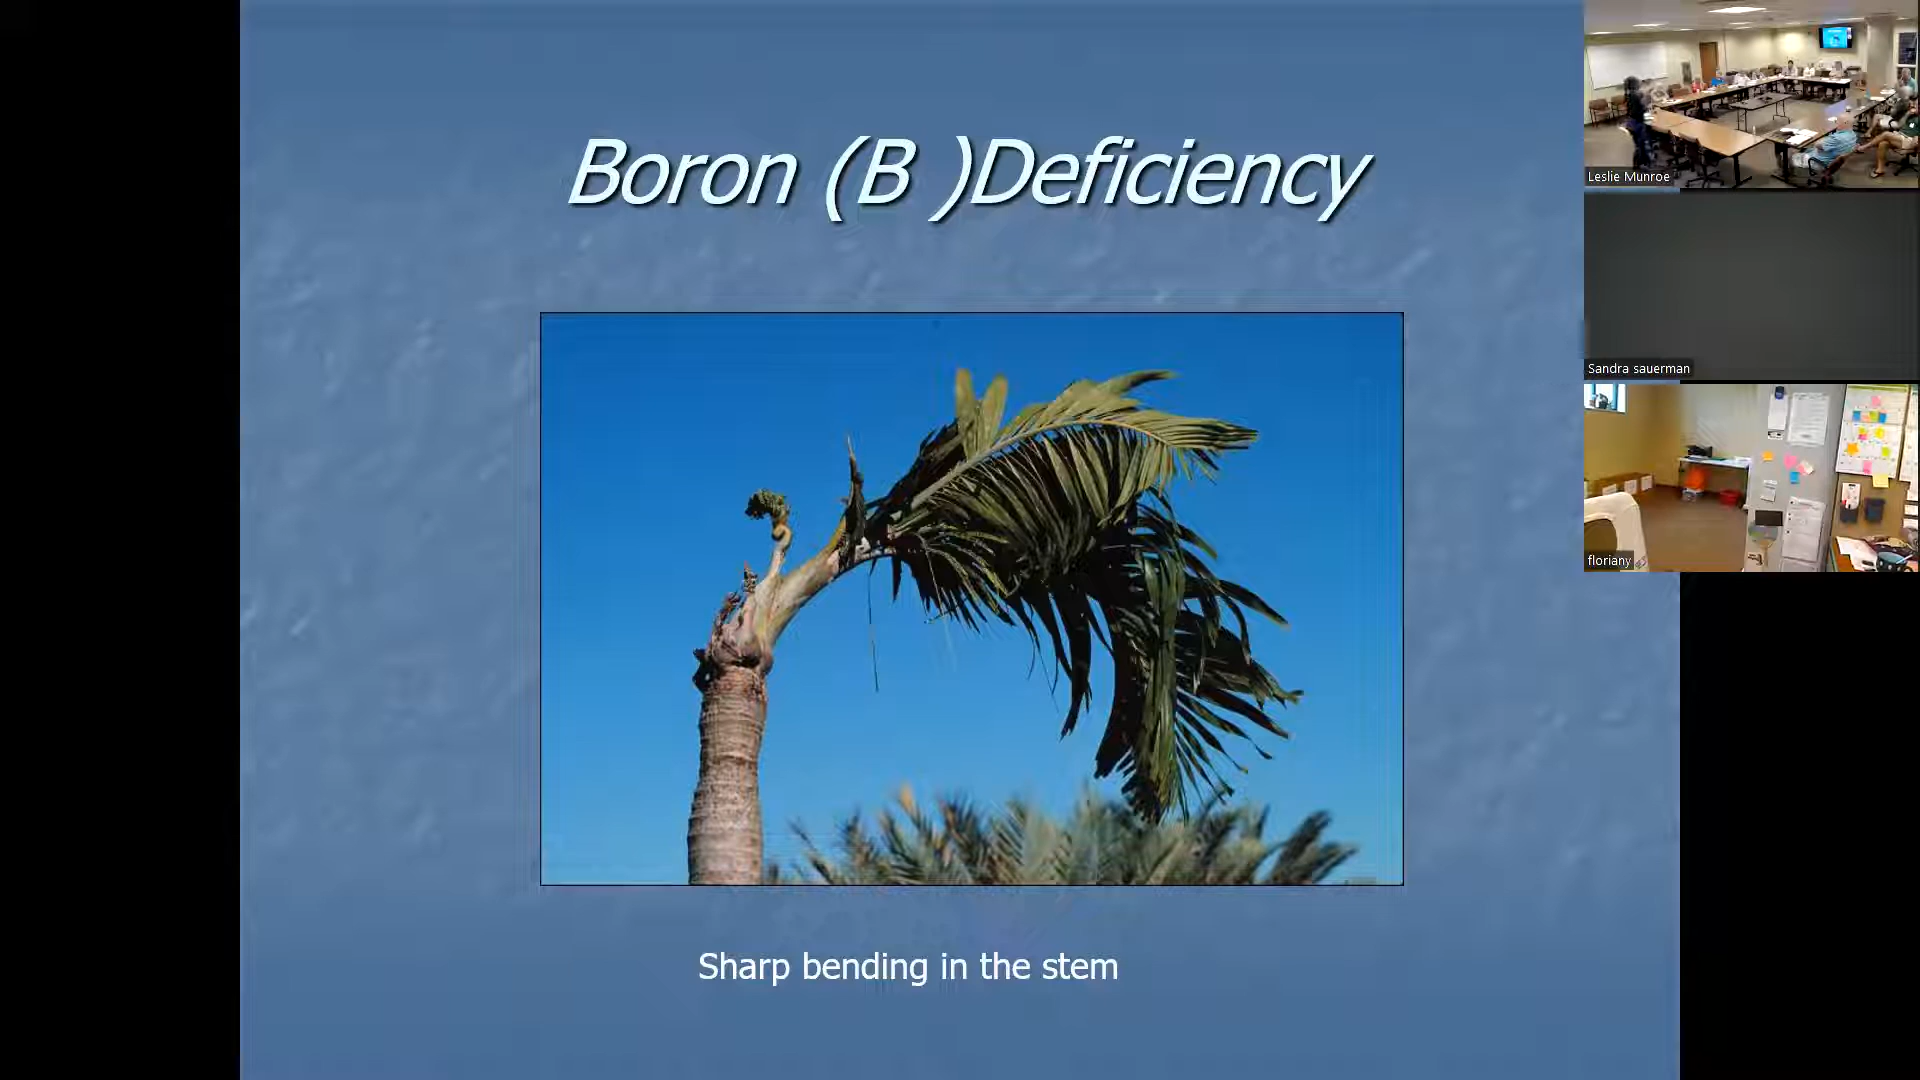 Boron (B )Deficiency
Sharp bending in the stem
Leslie Munroe
Sandra sauerman
floriany